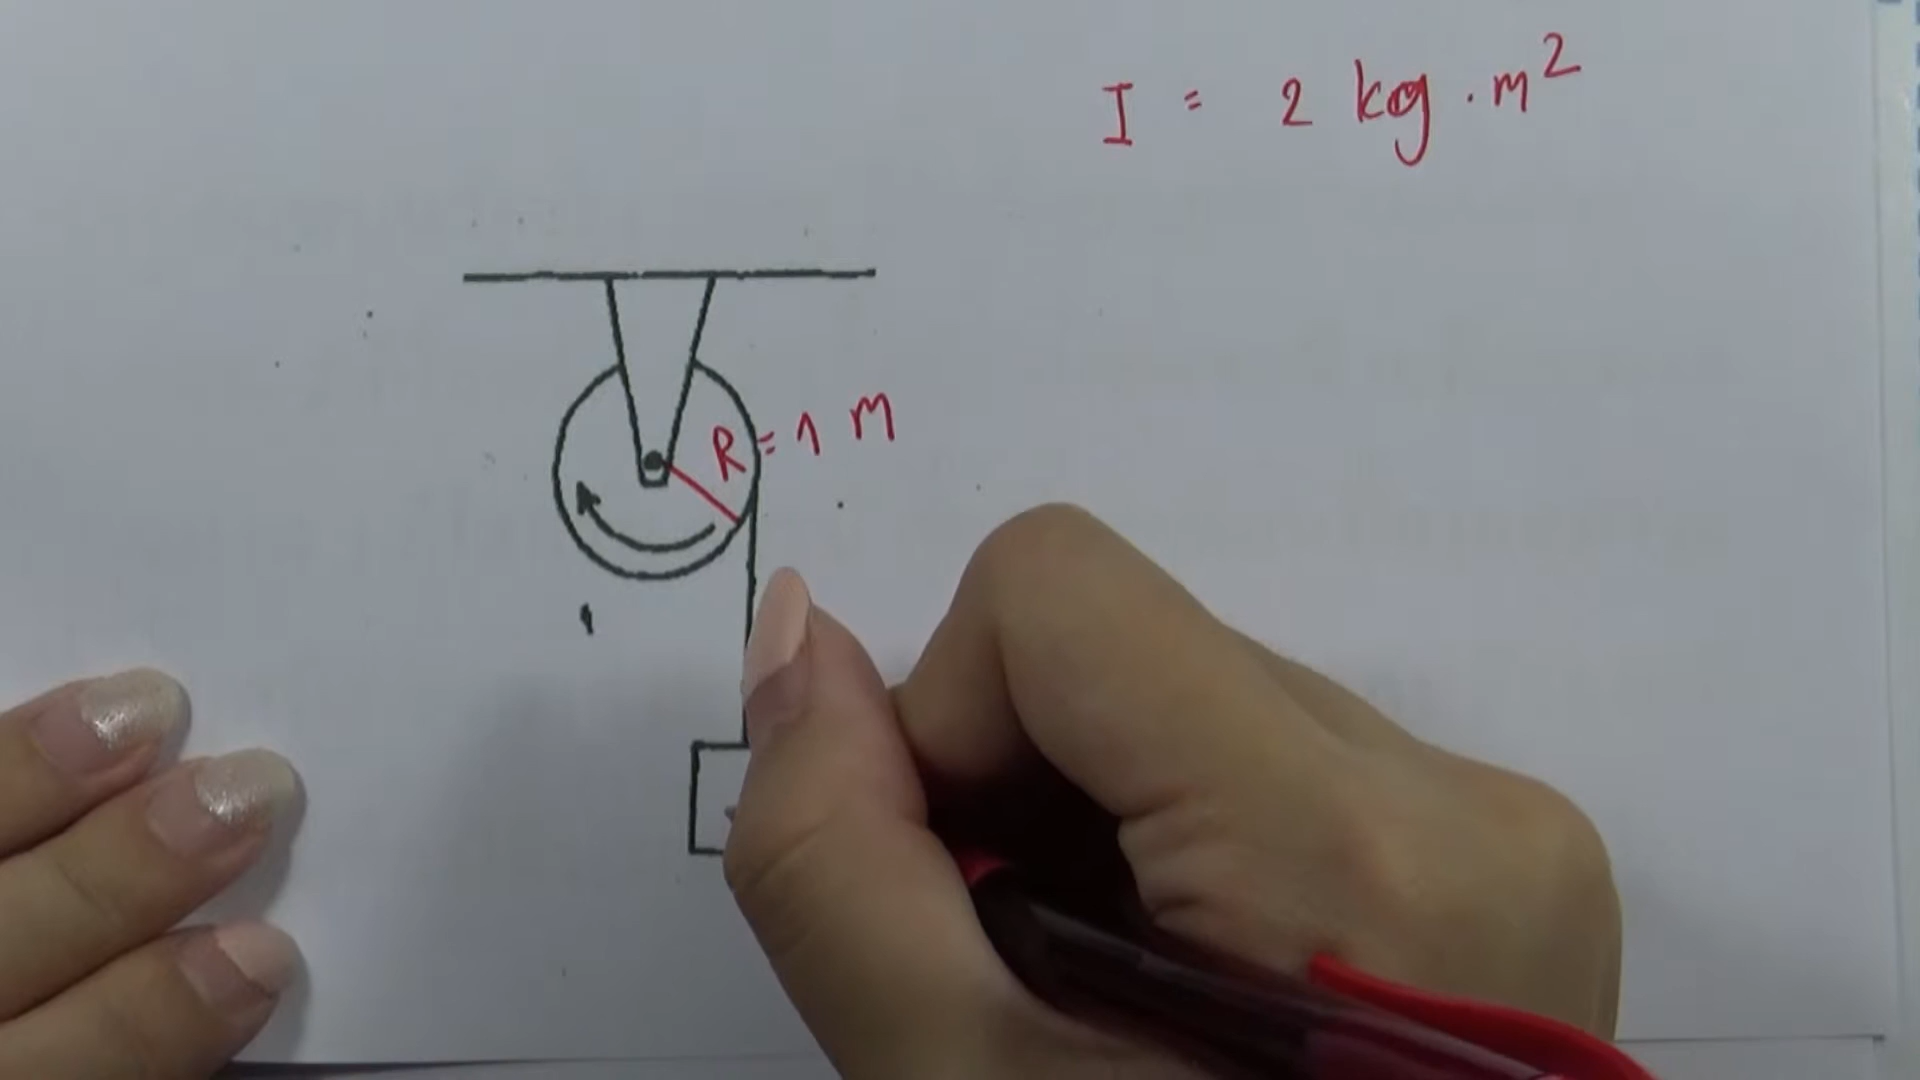 I = 2 kg . m²
R = 1 m